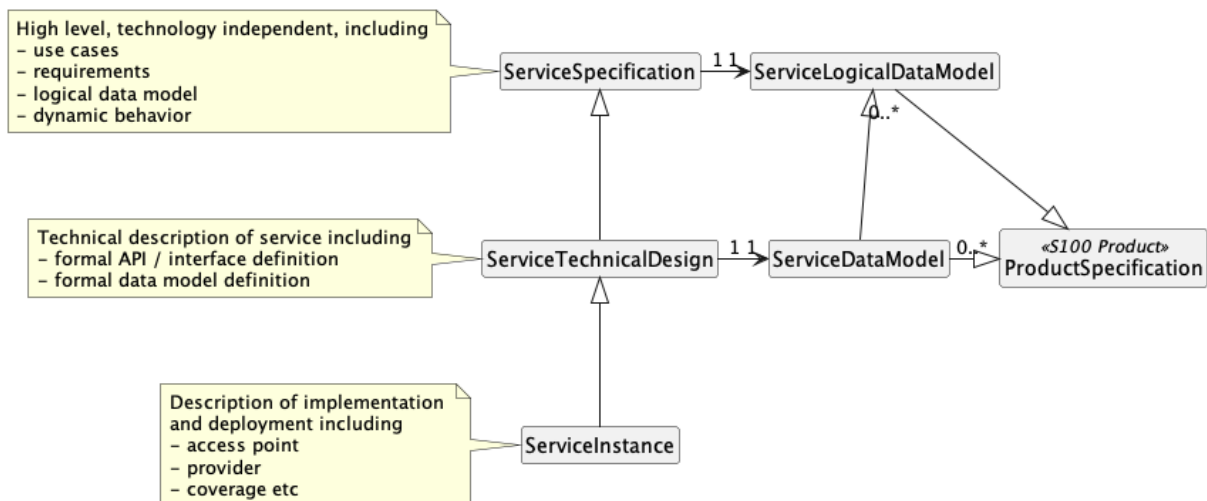 High level, technology independent, including
– use cases
– requirements
– logical data model
– dynamic behavior
ServiceSpecification
1 1
ServiceLogicalDataModel
0..*
Technical description of service including
– formal API / interface definition
– formal data model definition
ServiceTechnicalDesign
1 1
ServiceDataModel
0..*
«S100 Product»
ProductSpecification
Description of implementation
and deployment including
– access point
– provider
– coverage etc
ServiceInstance